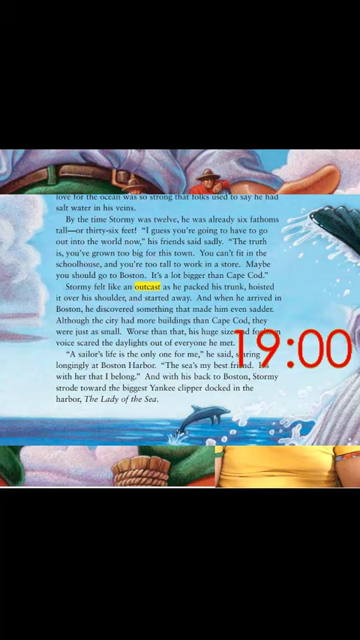 love for the ocean was so strong that folks used to say he had
salt water in his veins.
By the time Stormy was twelve, he was already six fathoms
tall—or thirty-six feet! "I guess you're going to have to go
out into the world now," his friends said sadly. "The truth
is, you've grown too big for this town. You can't fit in the
schoolhouse, and you're too tall to work in a store. Maybe
you should go to Boston. It's a lot bigger than Cape Cod."
Stormy felt like an outcast as he packed his trunk, hoisted
it over his shoulder, and started away. And when he arrived in
Boston, he discovered something that made him even sadder.
Although the city had more buildings than Cape Cod, they
were just as small. Worse than that, his huge size and
voice scared the daylights out of everyone he met.
"A sailor's life is the only one for me," he said, staring
longingly at Boston Harbor. "The sea's my best friend.
with her that I belong." And with his back to Boston, Stormy
strode toward the biggest Yankee clipper docked in the
harbor, The Lady of the Sea.
19:00